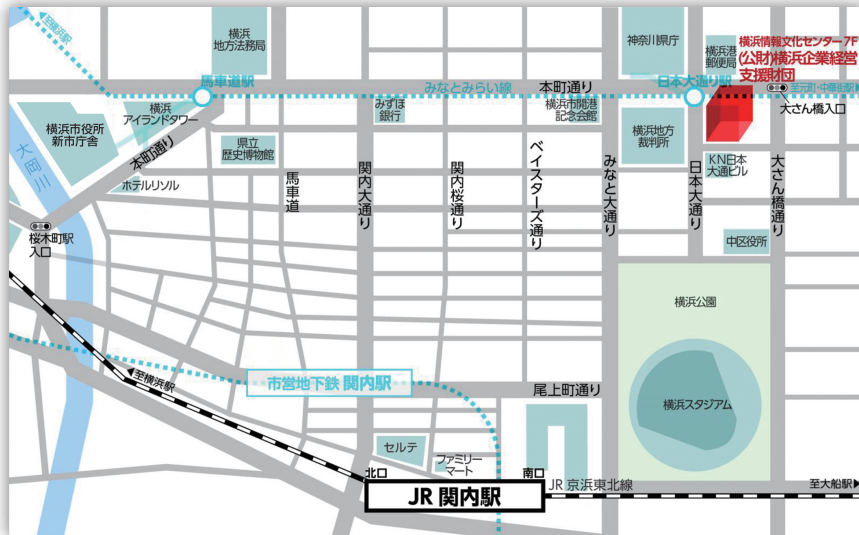 至横浜駅
横浜
地方法務局
神奈川県庁
横浜港
郵便局
横浜情報文化センター7F
(公財)横浜企業経営
支援財団
馬車道駅
みなとみらい線
本町通り
日本大通り駅
至元町・中華街駅
大さん橋入口
横浜市役所
新市庁舎
横浜
アイランドタワー
みずほ
銀行
横浜市開港
記念会館
横浜地方
裁判所
KN日本
大通ビル
大岡川
本町通り
県立
歴史博物館
ホテルリソル
馬車道
関内大通り
関内桜通り
ベイスターズ通り
みなと大通り
日本大通り
大さん橋通り
桜木町駅
入口
中区役所
横浜公園
至横浜駅
市営地下鉄 関内駅
尾上町通り
横浜スタジアム
セルテ
ファミリー
マート
北口
南口
JR 関内駅
JR 京浜東北線
至大船駅